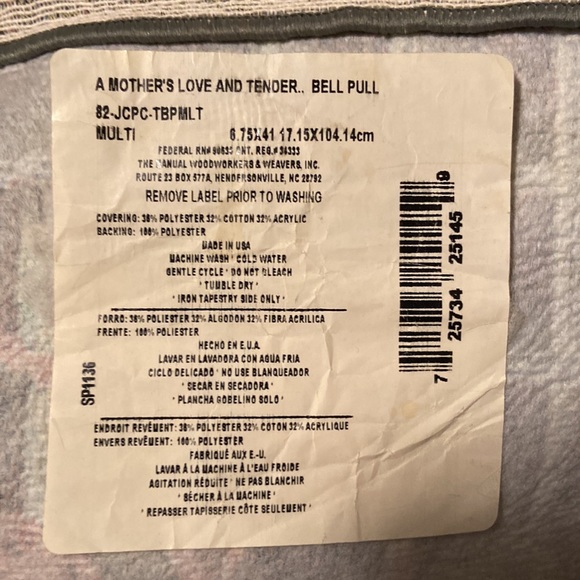 A MOTHER'S LOVE AND TENDER.. BELL PULL
82-JCPC-TBPMLT
MULTI 6.75X41 17.15X104.14cm
FEDERAL RN# 90633 ONT. REG.# 34333
THE MANUAL WOODWORKERS & WEAVERS, INC.
ROUTE 23 BOX 577A, HENDERSONVILLE, NC 28792
REMOVE LABEL PRIOR TO WASHING
COVERING: 36% POLYESTER 32% COTTON 32% ACRYLIC
BACKING: 100% POLYESTER
MADE IN USA
MACHINE WASH * COLD WATER
GENTLE CYCLE * DO NOT BLEACH
* TUMBLE DRY *
* IRON TAPESTRY SIDE ONLY *
FORRO: 36% POLIESTER 32% ALGODON 32% FIBRA ACRILICA
FRENTE: 100% POLIESTER
HECHO EN E.U.A.
LAVAR EN LAVADORA CON AGUA FRIA
CICLO DELICADO * NO USE BLANQUEADOR
* SECAR EN SECADORA *
* PLANCHA GOBELINO SOLO *
ENDROIT REVÊMENT: 36% POLYESTER 32% COTON 32% ACRYLIQUE
ENVERS REVÊMENT: 100% POLYESTER
FABRIQUÉ AUX E.-U.
LAVAR À LA MACHINE À L'EAU FROIDE
AGITATION RÉDUITE * NE PAS BLANCHIR
* SÉCHER À LA MACHINE *
* REPASSER TAPISSERIE CÔTE SEULEMENT *
SP1136
7 25734 25145 9